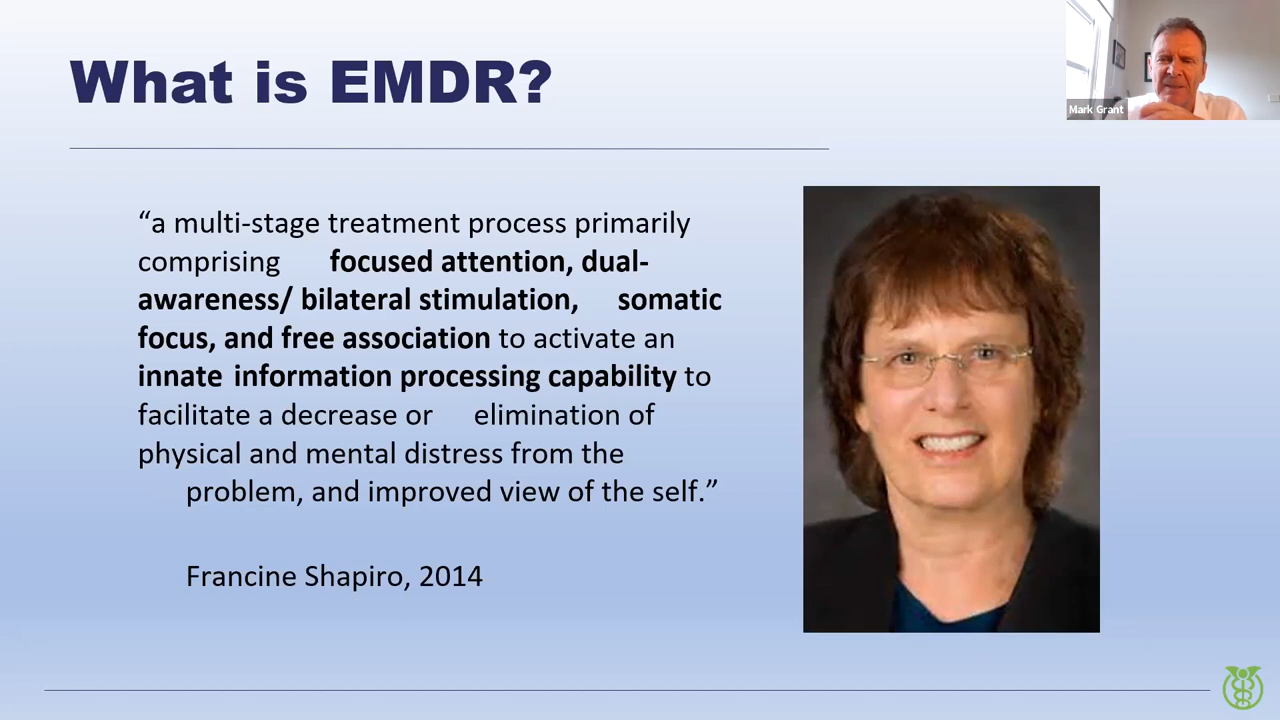 What is EMDR?
Mark Grant
“a multi-stage treatment process primarily
comprising focused attention, dual-
awareness/ bilateral stimulation, somatic
focus, and free association to activate an
innate information processing capability to
facilitate a decrease or elimination of
physical and mental distress from the
problem, and improved view of the self.”
Francine Shapiro, 2014